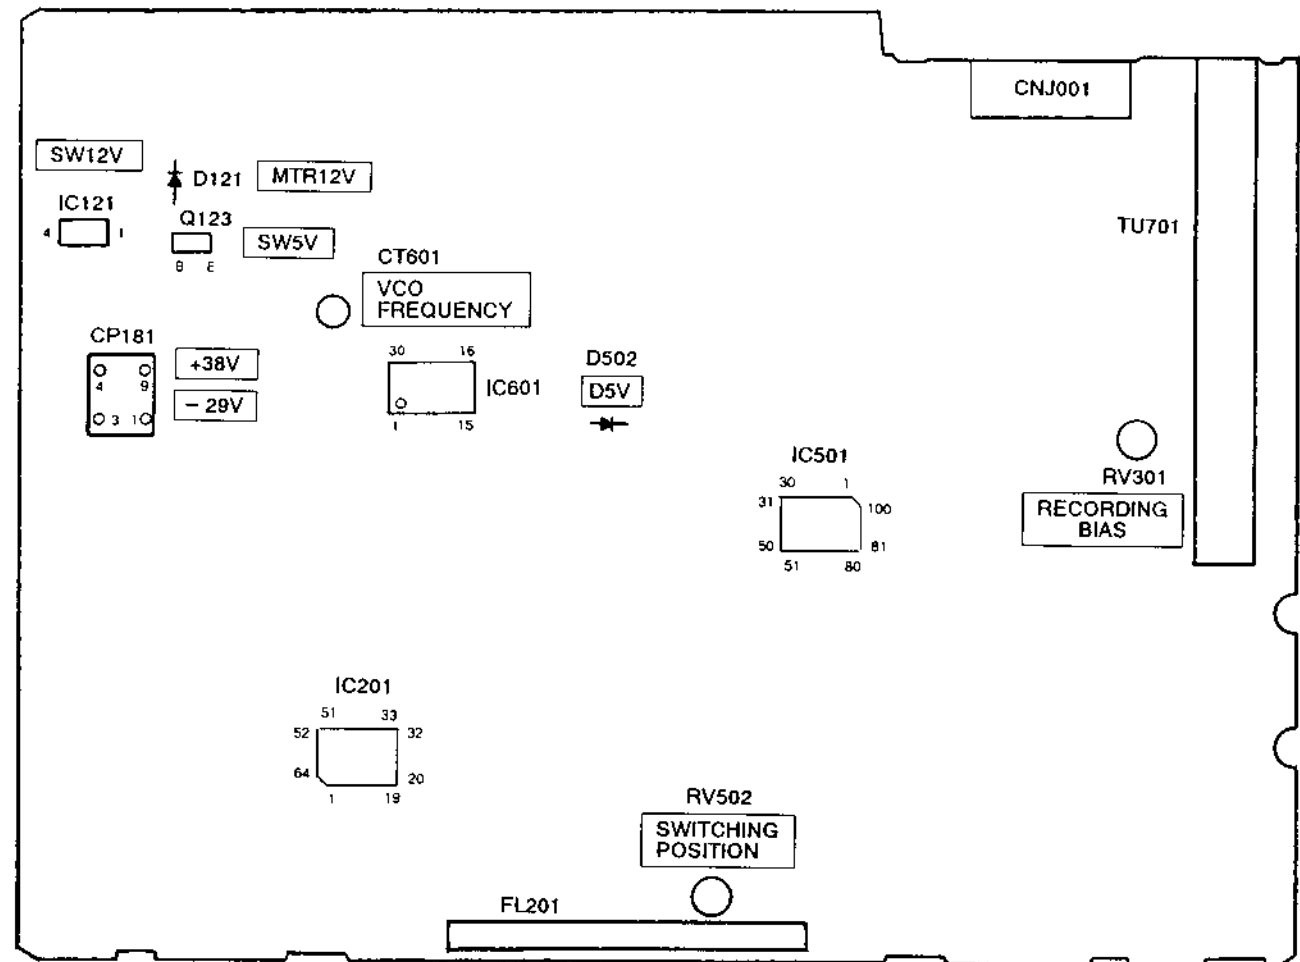 CNJ001
SW12V
D121
MTR12V
IC121
4
1
Q123
B
E
SW5V
TU701
CT601
VCO
FREQUENCY
CP181
4
9
3
10
+38V
− 29V
30
16
IC601
1
15
D502
D5V
IC501
30
1
31
100
50
81
51
80
RV301
RECORDING
BIAS
IC201
51
33
52
32
64
20
1
19
RV502
SWITCHING
POSITION
FL201